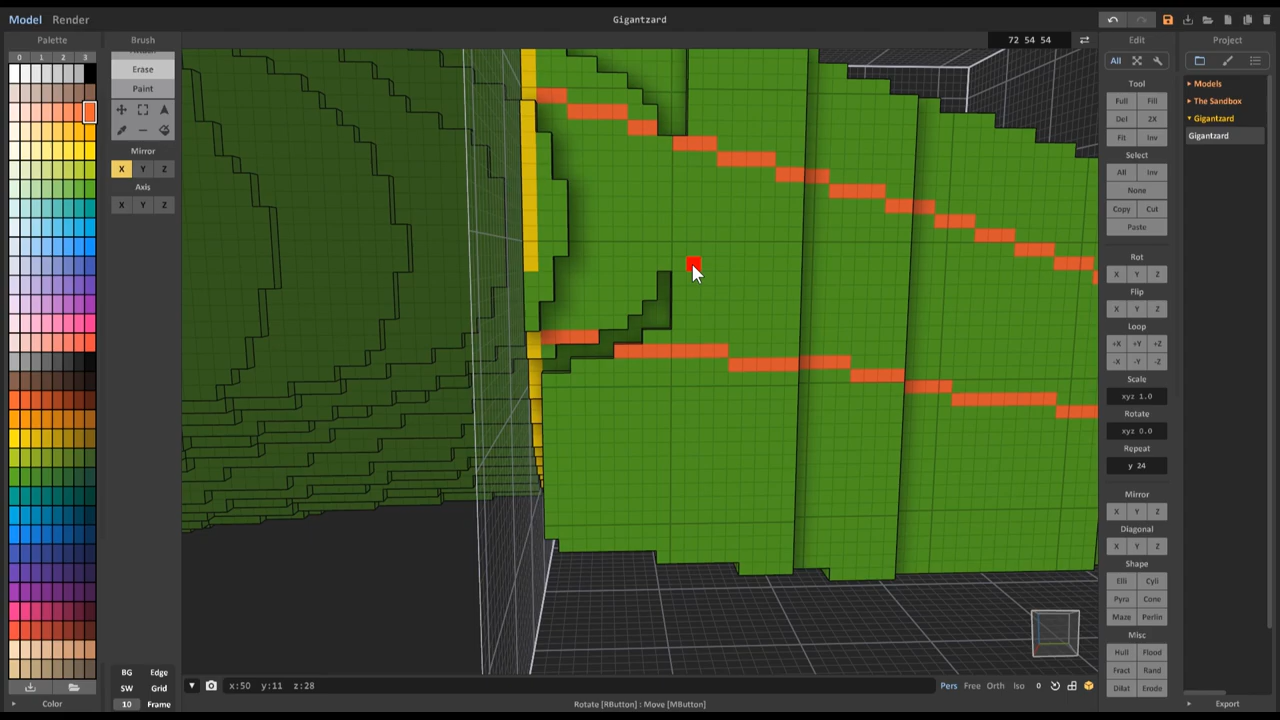 Model Render
Gigantzard
Palette
Brush
72 54 54
Edit
Project
0 1 2 3
Erase
Paint
Mirror
X Y Z
Axis
X Y Z
All
Tool
Full Fill
Del 2X
Fit Inv
Select
All Inv
None
Copy Cut
Paste
Rot
X Y Z
Flip
X Y Z
Loop
+X +Y +Z
-X -Y -Z
Scale
xyz 1.0
Rotate
xyz 0.0
Repeat
y 24
Mirror
X Y Z
Diagonal
X Y Z
Shape
Elli Cyli
Pyra Cone
Maze Perlin
Misc
Hull Flood
Fract Rand
Dilat Erode
Models
The Sandbox
Gigantzard
Gigantzard
BG Edge
SW Grid
10 Frame
x:50 y:11 z:28
Pers Free Orth Iso 0
Color
Rotate [RButton] : Move [MButton]
Export